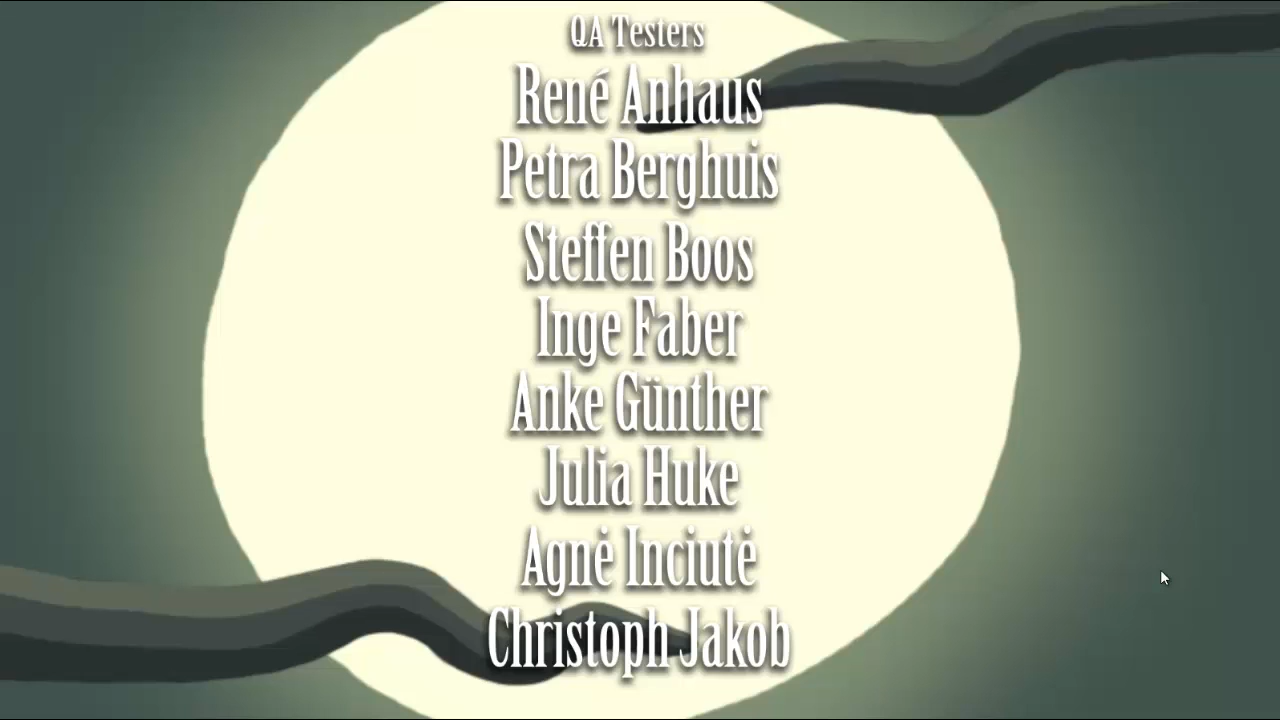 QA Testers
René Anhaus
Petra Berghuis
Steffen Boos
Inge Faber
Anke Günther
Julia Huke
Agnė Inciutė
Christoph Jakob